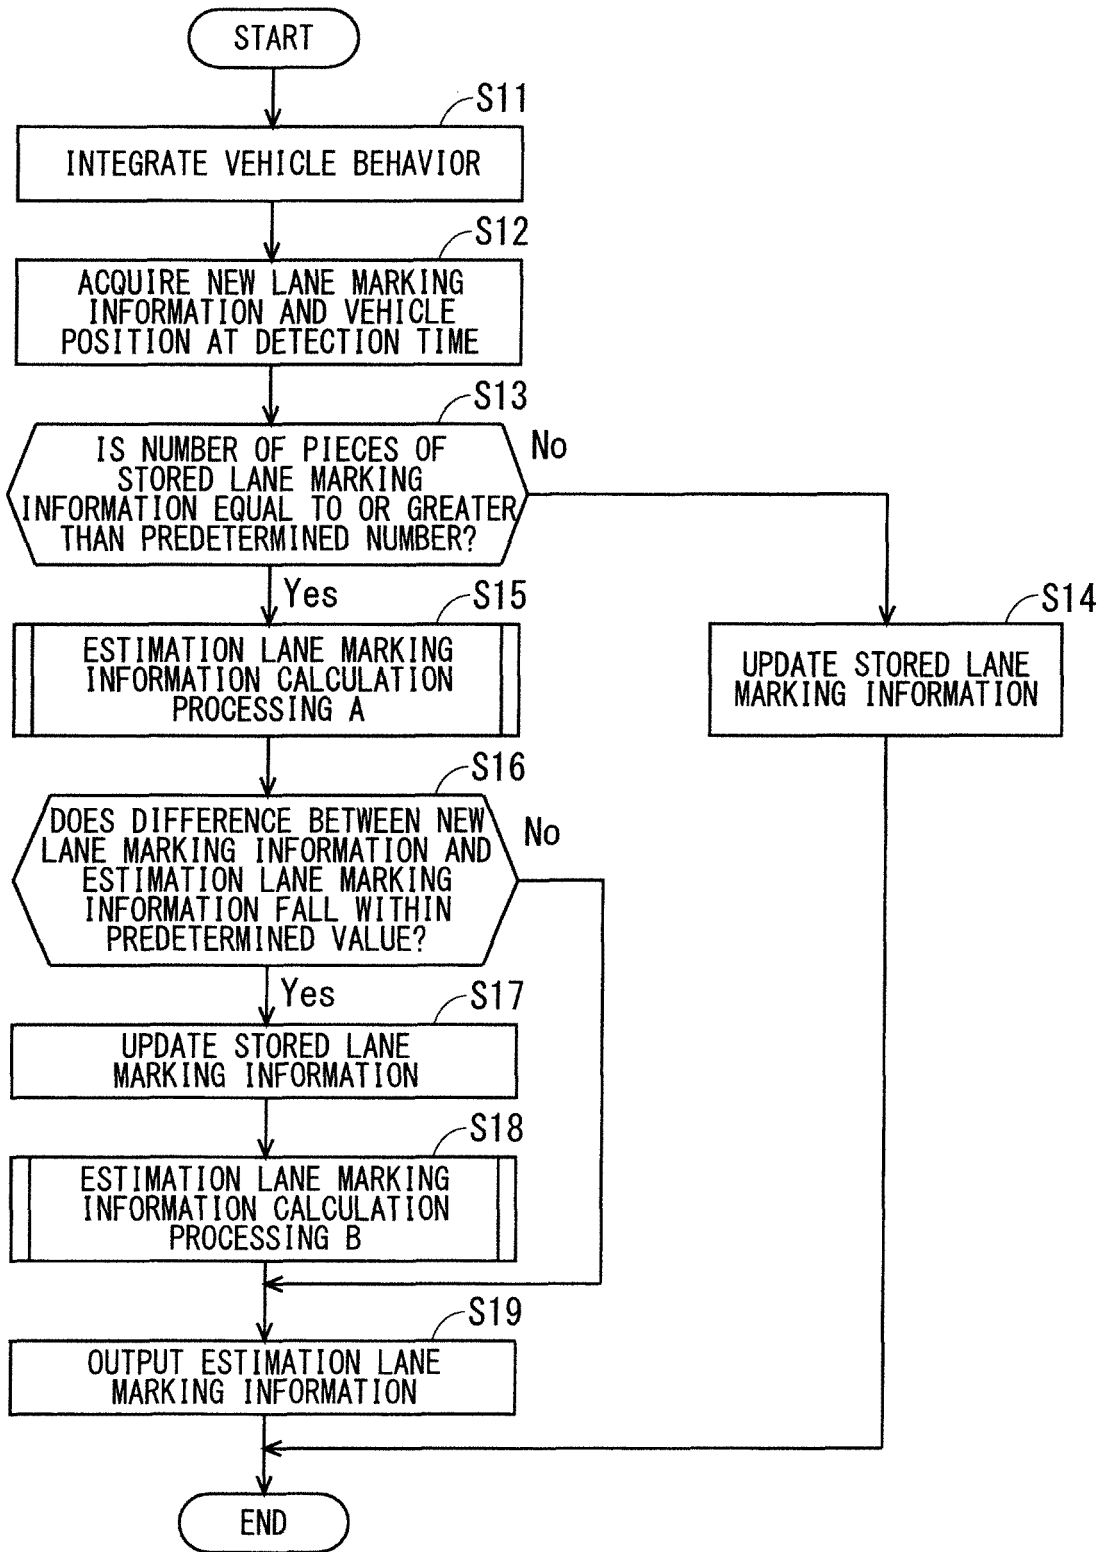 START
S11
INTEGRATE VEHICLE BEHAVIOR
S12
ACQUIRE NEW LANE MARKING
INFORMATION AND VEHICLE
POSITION AT DETECTION TIME
S13
IS NUMBER OF PIECES OF
STORED LANE MARKING
INFORMATION EQUAL TO OR GREATER
THAN PREDETERMINED NUMBER?
No
Yes
S15
ESTIMATION LANE MARKING
INFORMATION CALCULATION
PROCESSING A
S14
UPDATE STORED LANE
MARKING INFORMATION
S16
DOES DIFFERENCE BETWEEN NEW
LANE MARKING INFORMATION AND
ESTIMATION LANE MARKING
INFORMATION FALL WITHIN
PREDETERMINED VALUE?
No
Yes
S17
UPDATE STORED LANE
MARKING INFORMATION
S18
ESTIMATION LANE MARKING
INFORMATION CALCULATION
PROCESSING B
S19
OUTPUT ESTIMATION LANE
MARKING INFORMATION
END